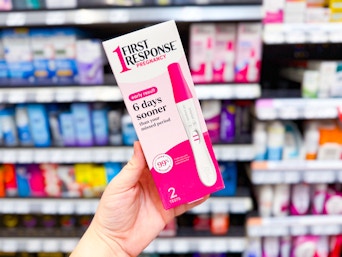 1 FIRST
RESPONSE
PREGNANCY
early result
6 days
sooner
than your
missed period
99%
2
TESTS